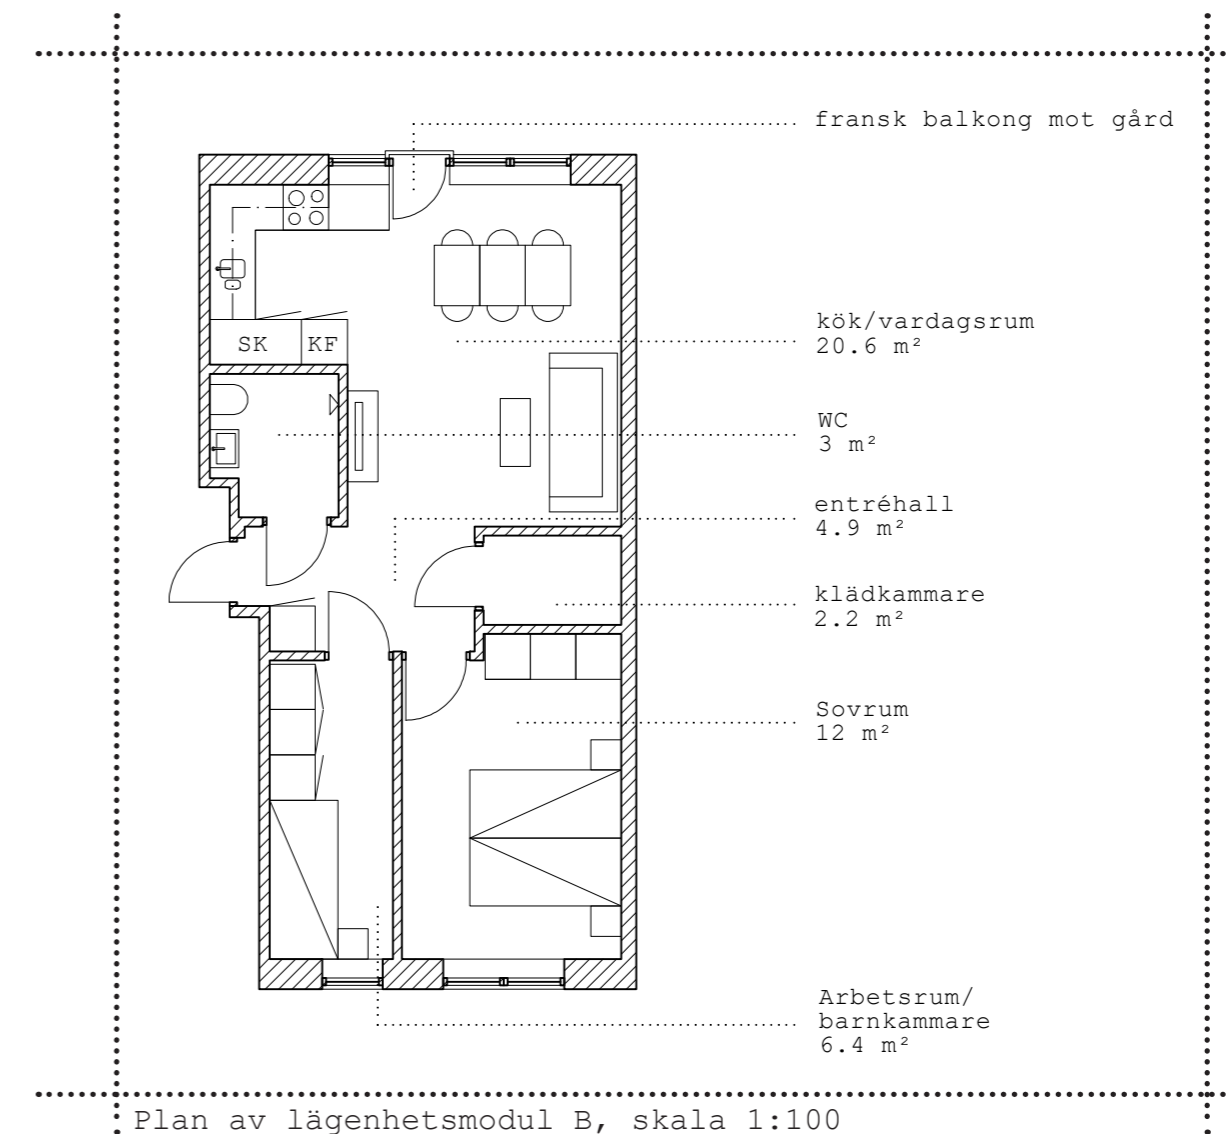 fransk balkong mot gård
kök/vardagsrum
20.6 m²
SK KF
WC
3 m²
entréhall
4.9 m²
klädkammare
2.2 m²
Sovrum
12 m²
Arbetsrum/
barnkammare
6.4 m²
Plan av lägenhetsmodul B, skala 1:100